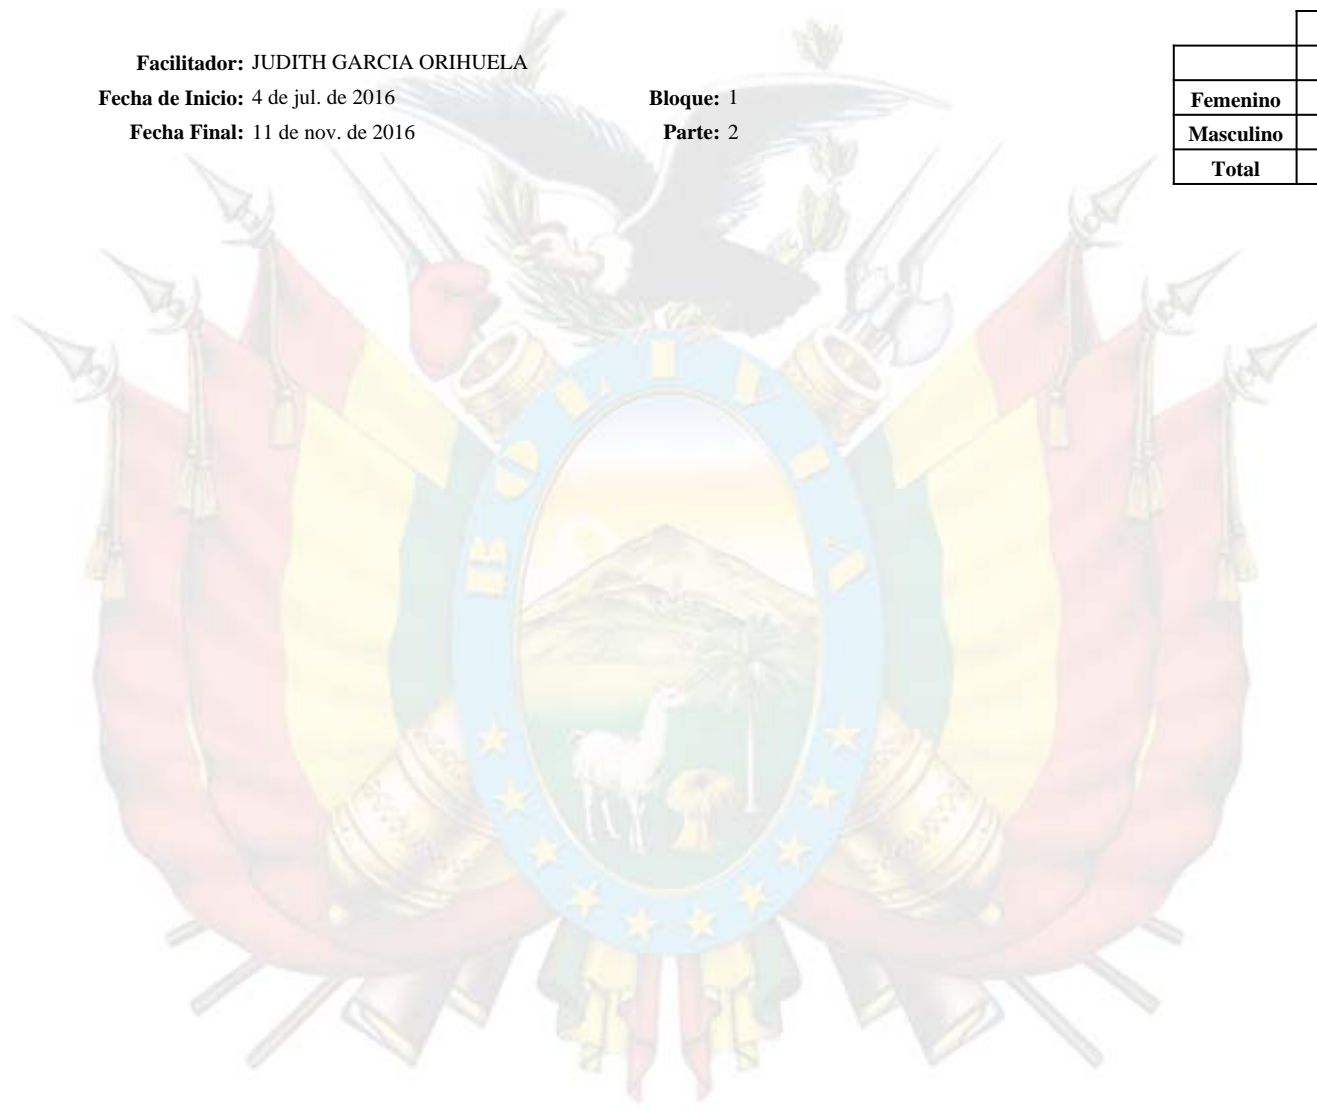 Facilitador: JUDITH GARCIA ORIHUELA
Fecha de Inicio: 4 de jul. de 2016 Bloque: 1
Fecha Final: 11 de nov. de 2016 Parte: 2
Femenino
Masculino
Total
BOLIVIA